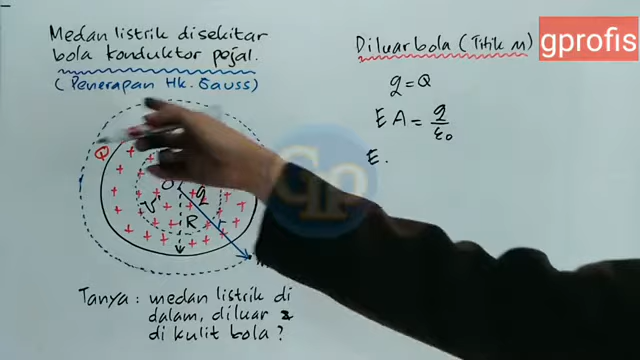 Medan listrik disekitar
bola konduktor pejal.
(Penerapan Hk. Gauss)
Diluar bola (Titik M)
gprofis
q = Q
E A = q/ε₀
E.
Q
O
r
q
R
r
Tanya: medan listrik di
dalam, diluar &
di kulit bola?
GP